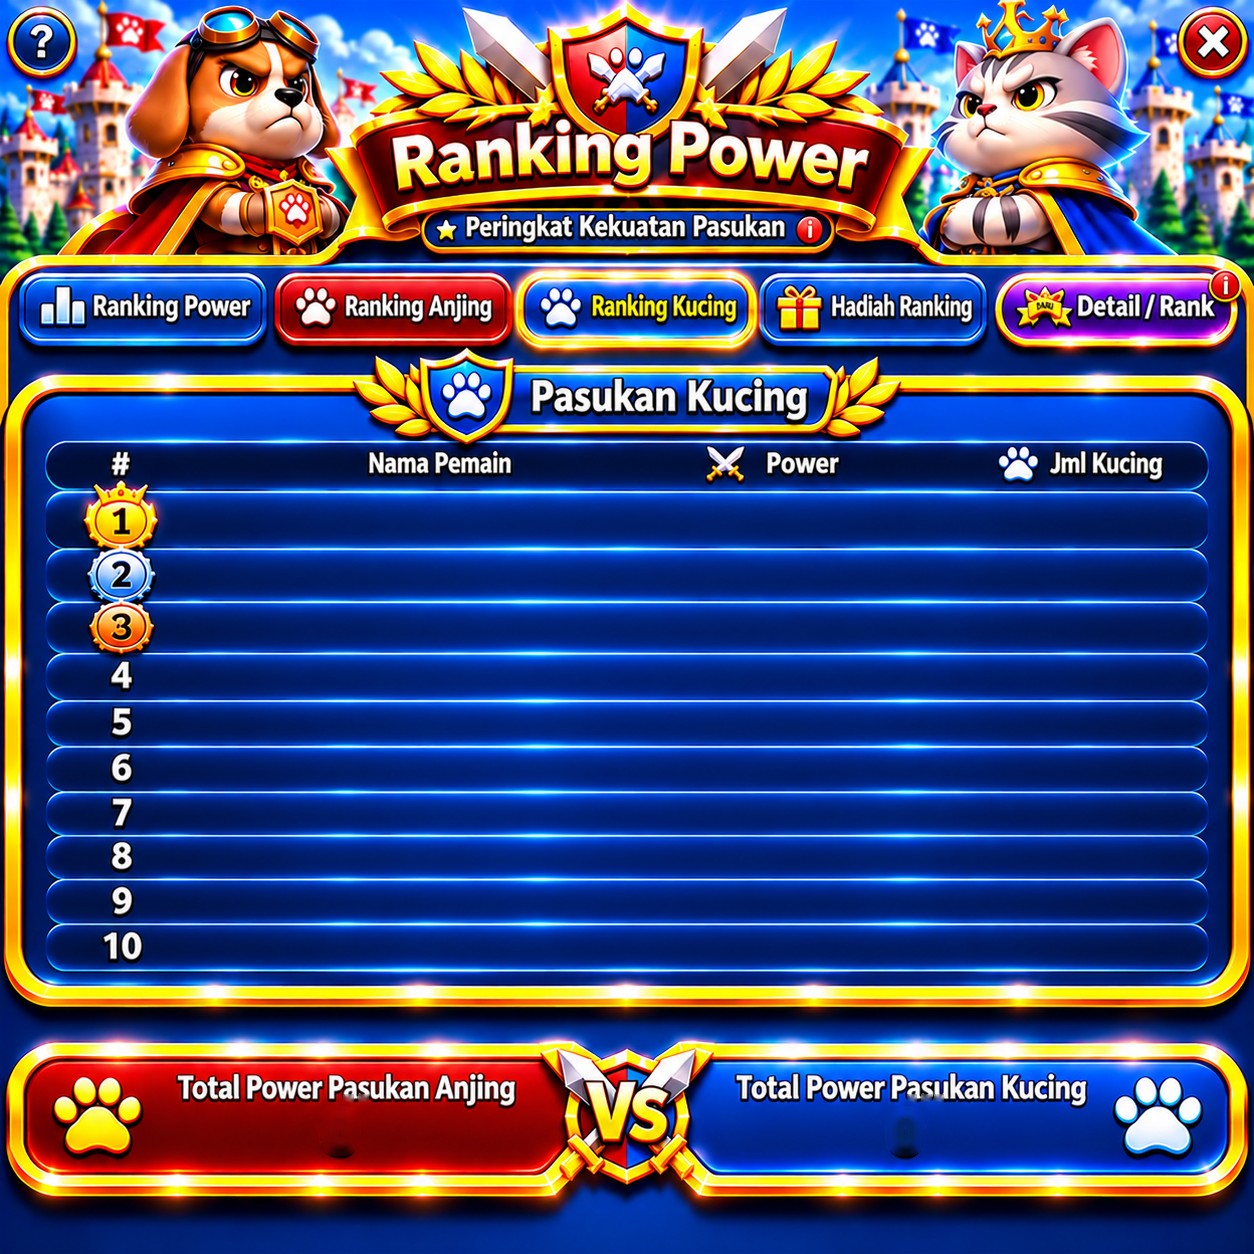 ?
Ranking Power
Peringkat Kekuatan Pasukan i
Ranking Power
Ranking Anjing
Ranking Kucing
Hadiah Ranking
BARU Detail / Rank i
Pasukan Kucing
# Nama Pemain Power Jml Kucing
1
2
3
4
5
6
7
8
9
10
Total Power Pasukan Anjing
VS
Total Power Pasukan Kucing